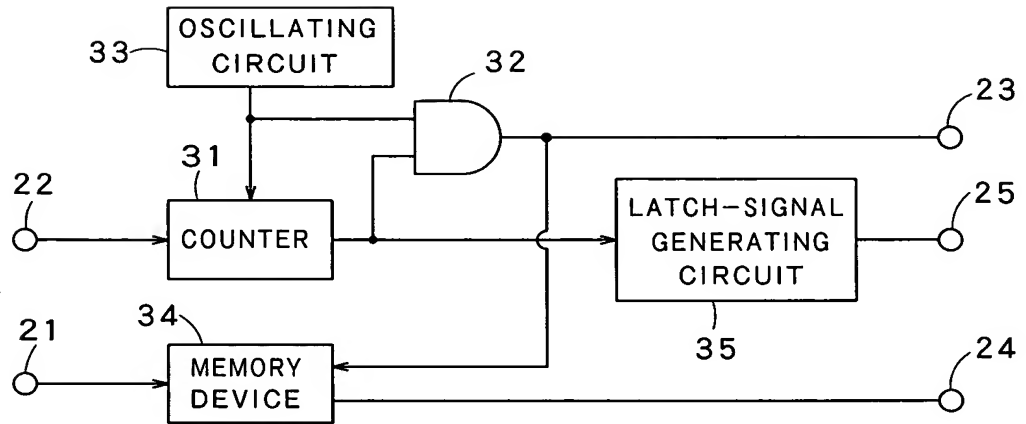 OSCILLATING
CIRCUIT
33
32
23
31
22
COUNTER
LATCH-SIGNAL
GENERATING
CIRCUIT
25
21
34
MEMORY
DEVICE
35
24